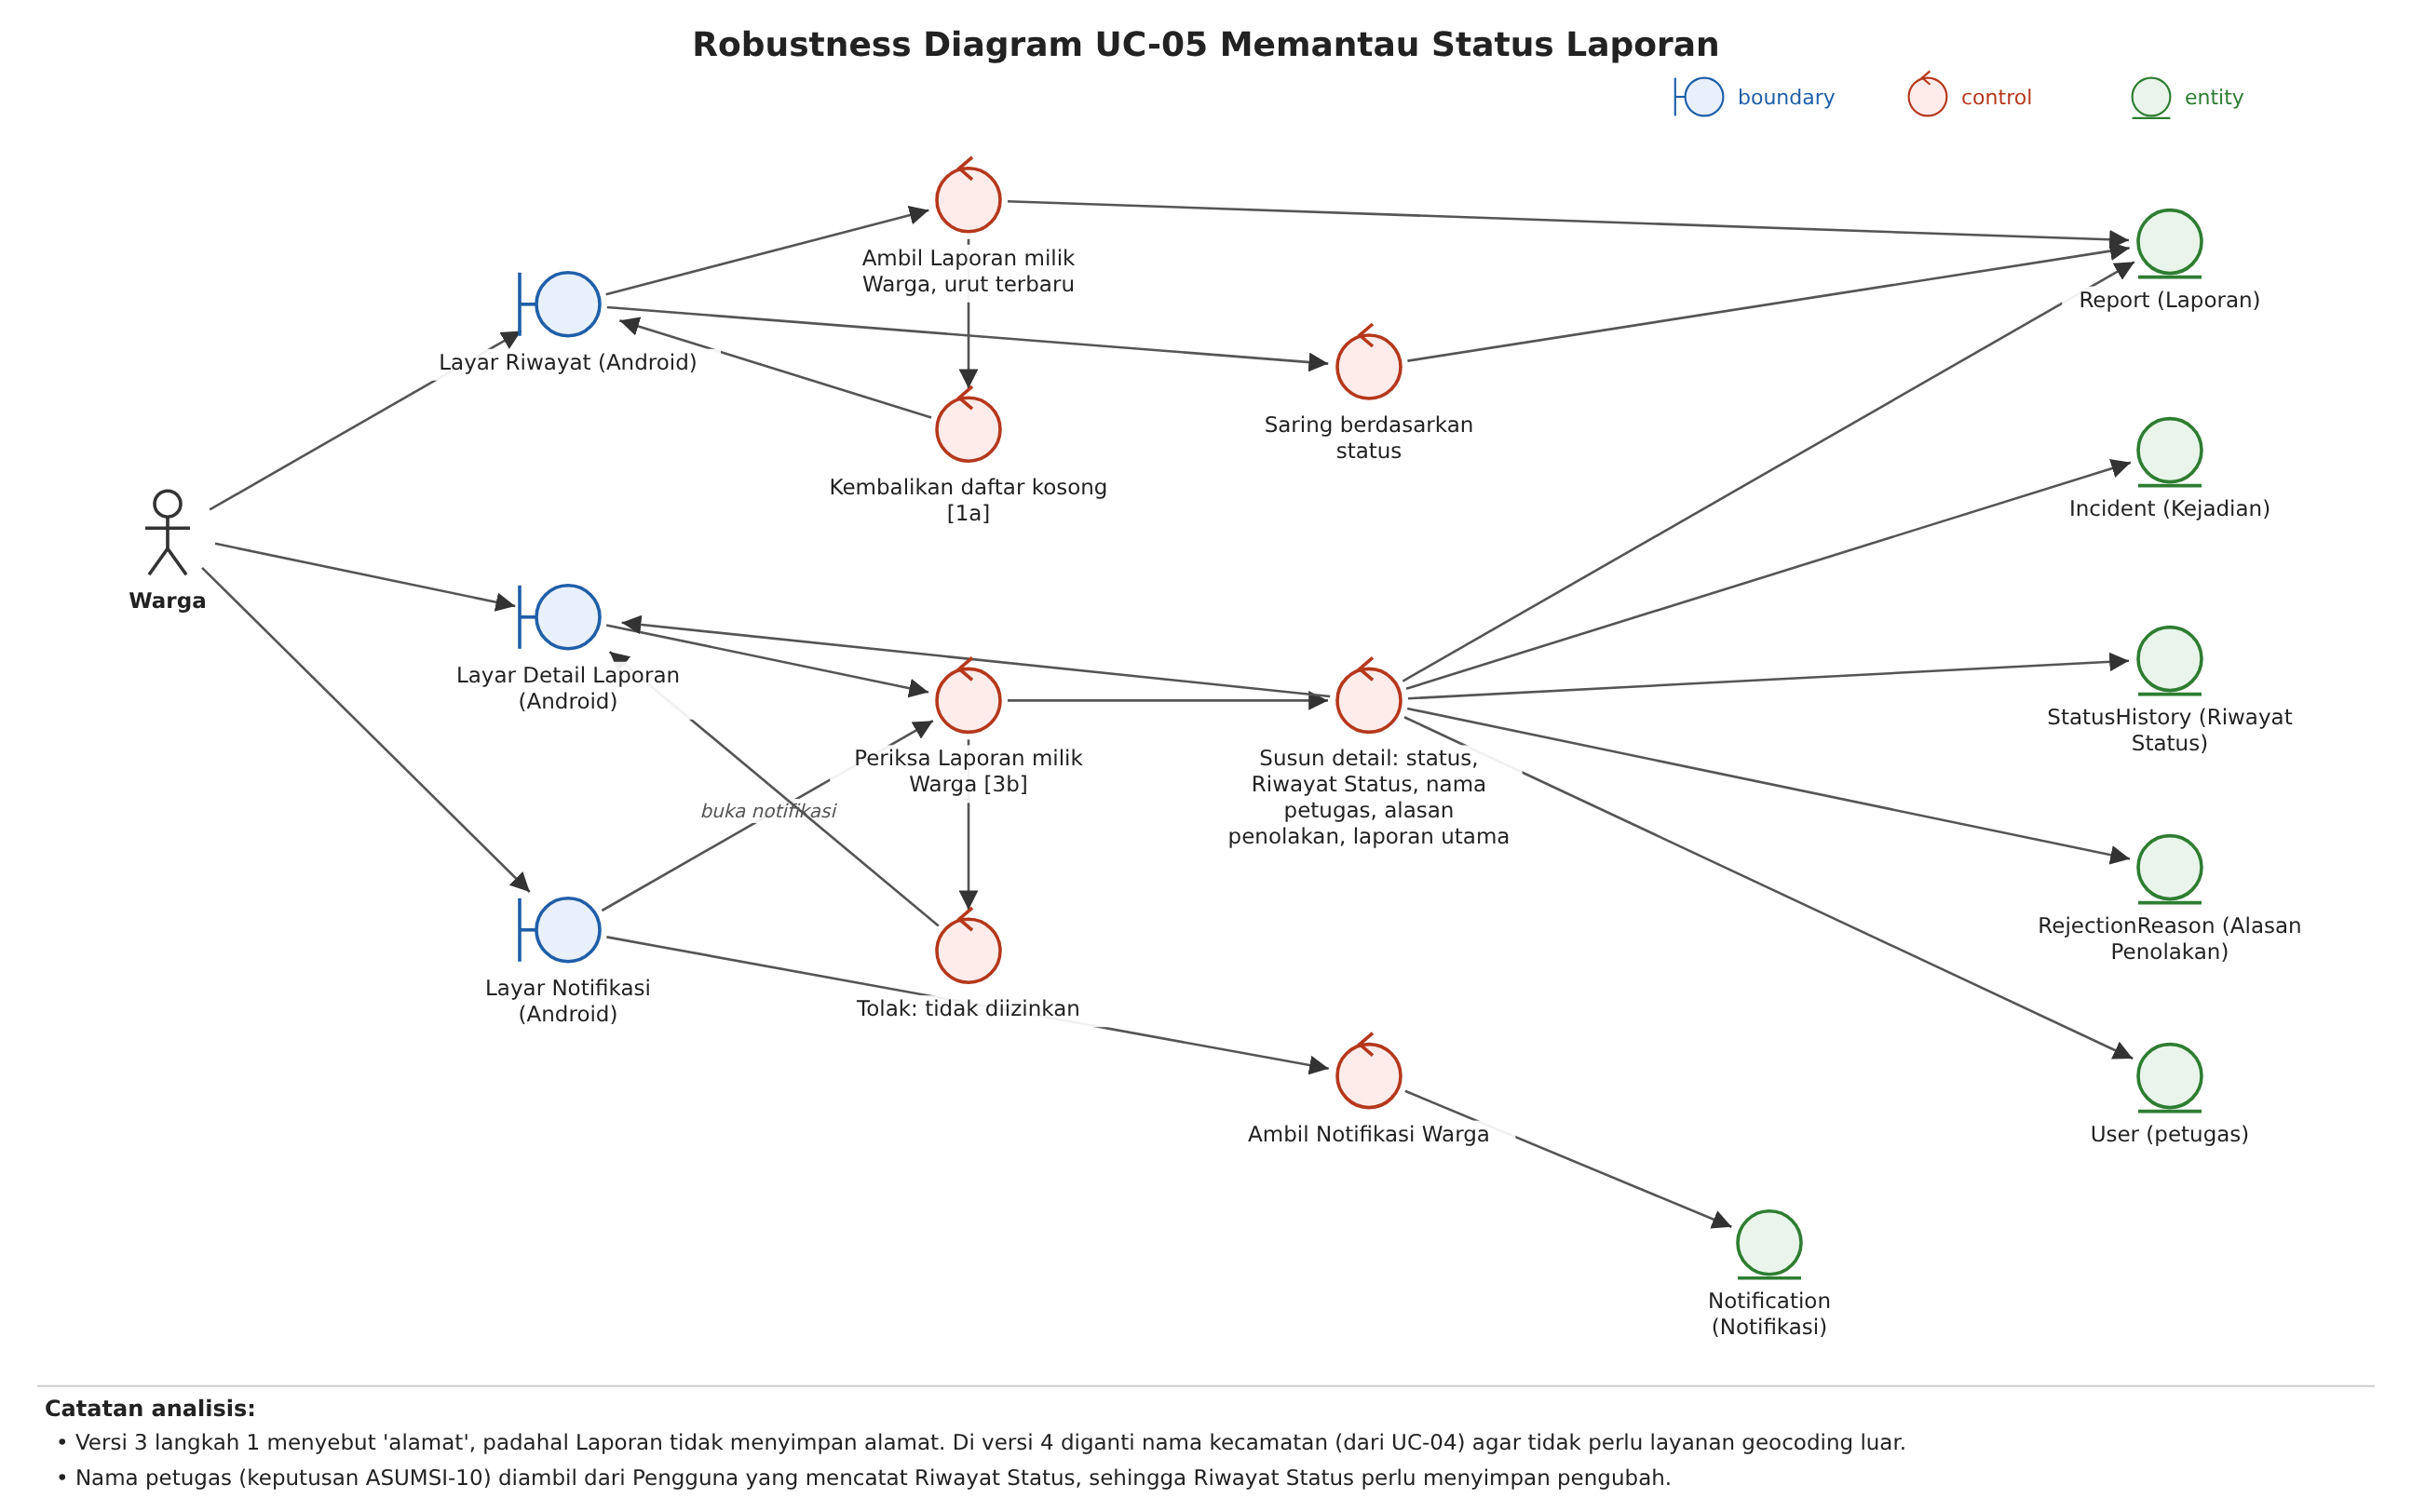 Robustness Diagram UC-05 Memantau Status Laporan
boundary
control
entity
Ambil Laporan milik
Warga, urut terbaru
Report (Laporan)
Layar Riwayat (Android)
Saring berdasarkan
status
Kembalikan daftar kosong
[1a]
Incident (Kejadian)
Warga
Layar Detail Laporan
(Android)
StatusHistory (Riwayat
Status)
Periksa Laporan milik
Warga [3b]
Susun detail: status,
Riwayat Status, nama
petugas, alasan
penolakan, laporan utama
buka notifikasi
RejectionReason (Alasan
Penolakan)
Layar Notifikasi
(Android)
Tolak: tidak diizinkan
Ambil Notifikasi Warga
User (petugas)
Notification
(Notifikasi)
Catatan analisis:
• Versi 3 langkah 1 menyebut 'alamat', padahal Laporan tidak menyimpan alamat. Di versi 4 diganti nama kecamatan (dari UC-04) agar tidak perlu layanan geocoding luar.
• Nama petugas (keputusan ASUMSI-10) diambil dari Pengguna yang mencatat Riwayat Status, sehingga Riwayat Status perlu menyimpan pengubah.